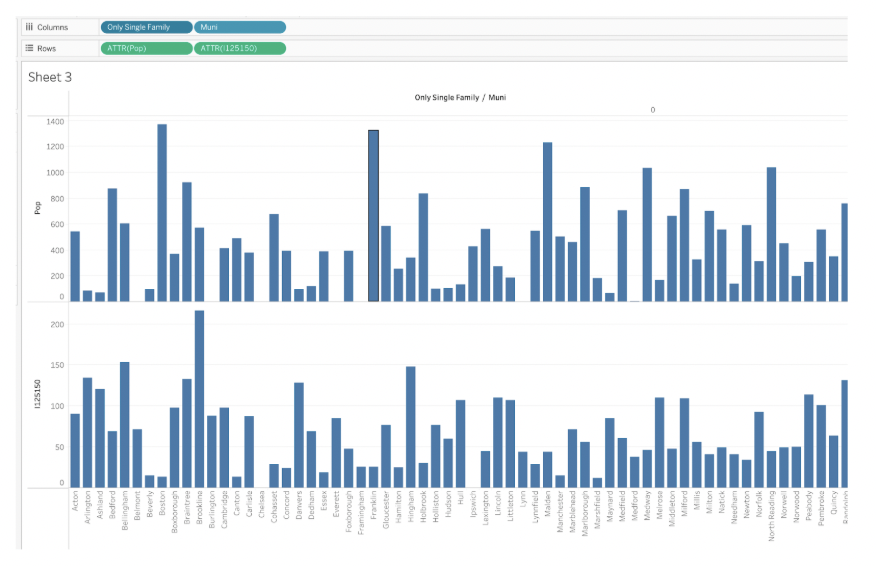 Columns Only Single Family Muni
Rows ATTR(Pop) ATTR(I125150)
Sheet 3
Only Single Family / Muni
0
1400
1200
1000
800
600
400
200
0
Pop
200
150
100
50
0
I125150
Acton
Arlington
Ashland
Bedford
Bellingham
Belmont
Beverly
Boston
Boxborough
Braintree
Brookline
Burlington
Cambridge
Canton
Carlisle
Chelsea
Cohasset
Concord
Danvers
Dedham
Essex
Everett
Foxborough
Framingham
Franklin
Gloucester
Hamilton
Hingham
Holbrook
Holliston
Hudson
Hull
Ipswich
Lexington
Lincoln
Littleton
Lynn
Lynnfield
Malden
Manchester
Marblehead
Marlborough
Marshfield
Maynard
Medfield
Medford
Medway
Melrose
Middleton
Milford
Millis
Milton
Natick
Needham
Newton
Norfolk
North Reading
Norwell
Norwood
Peabody
Pembroke
Quincy